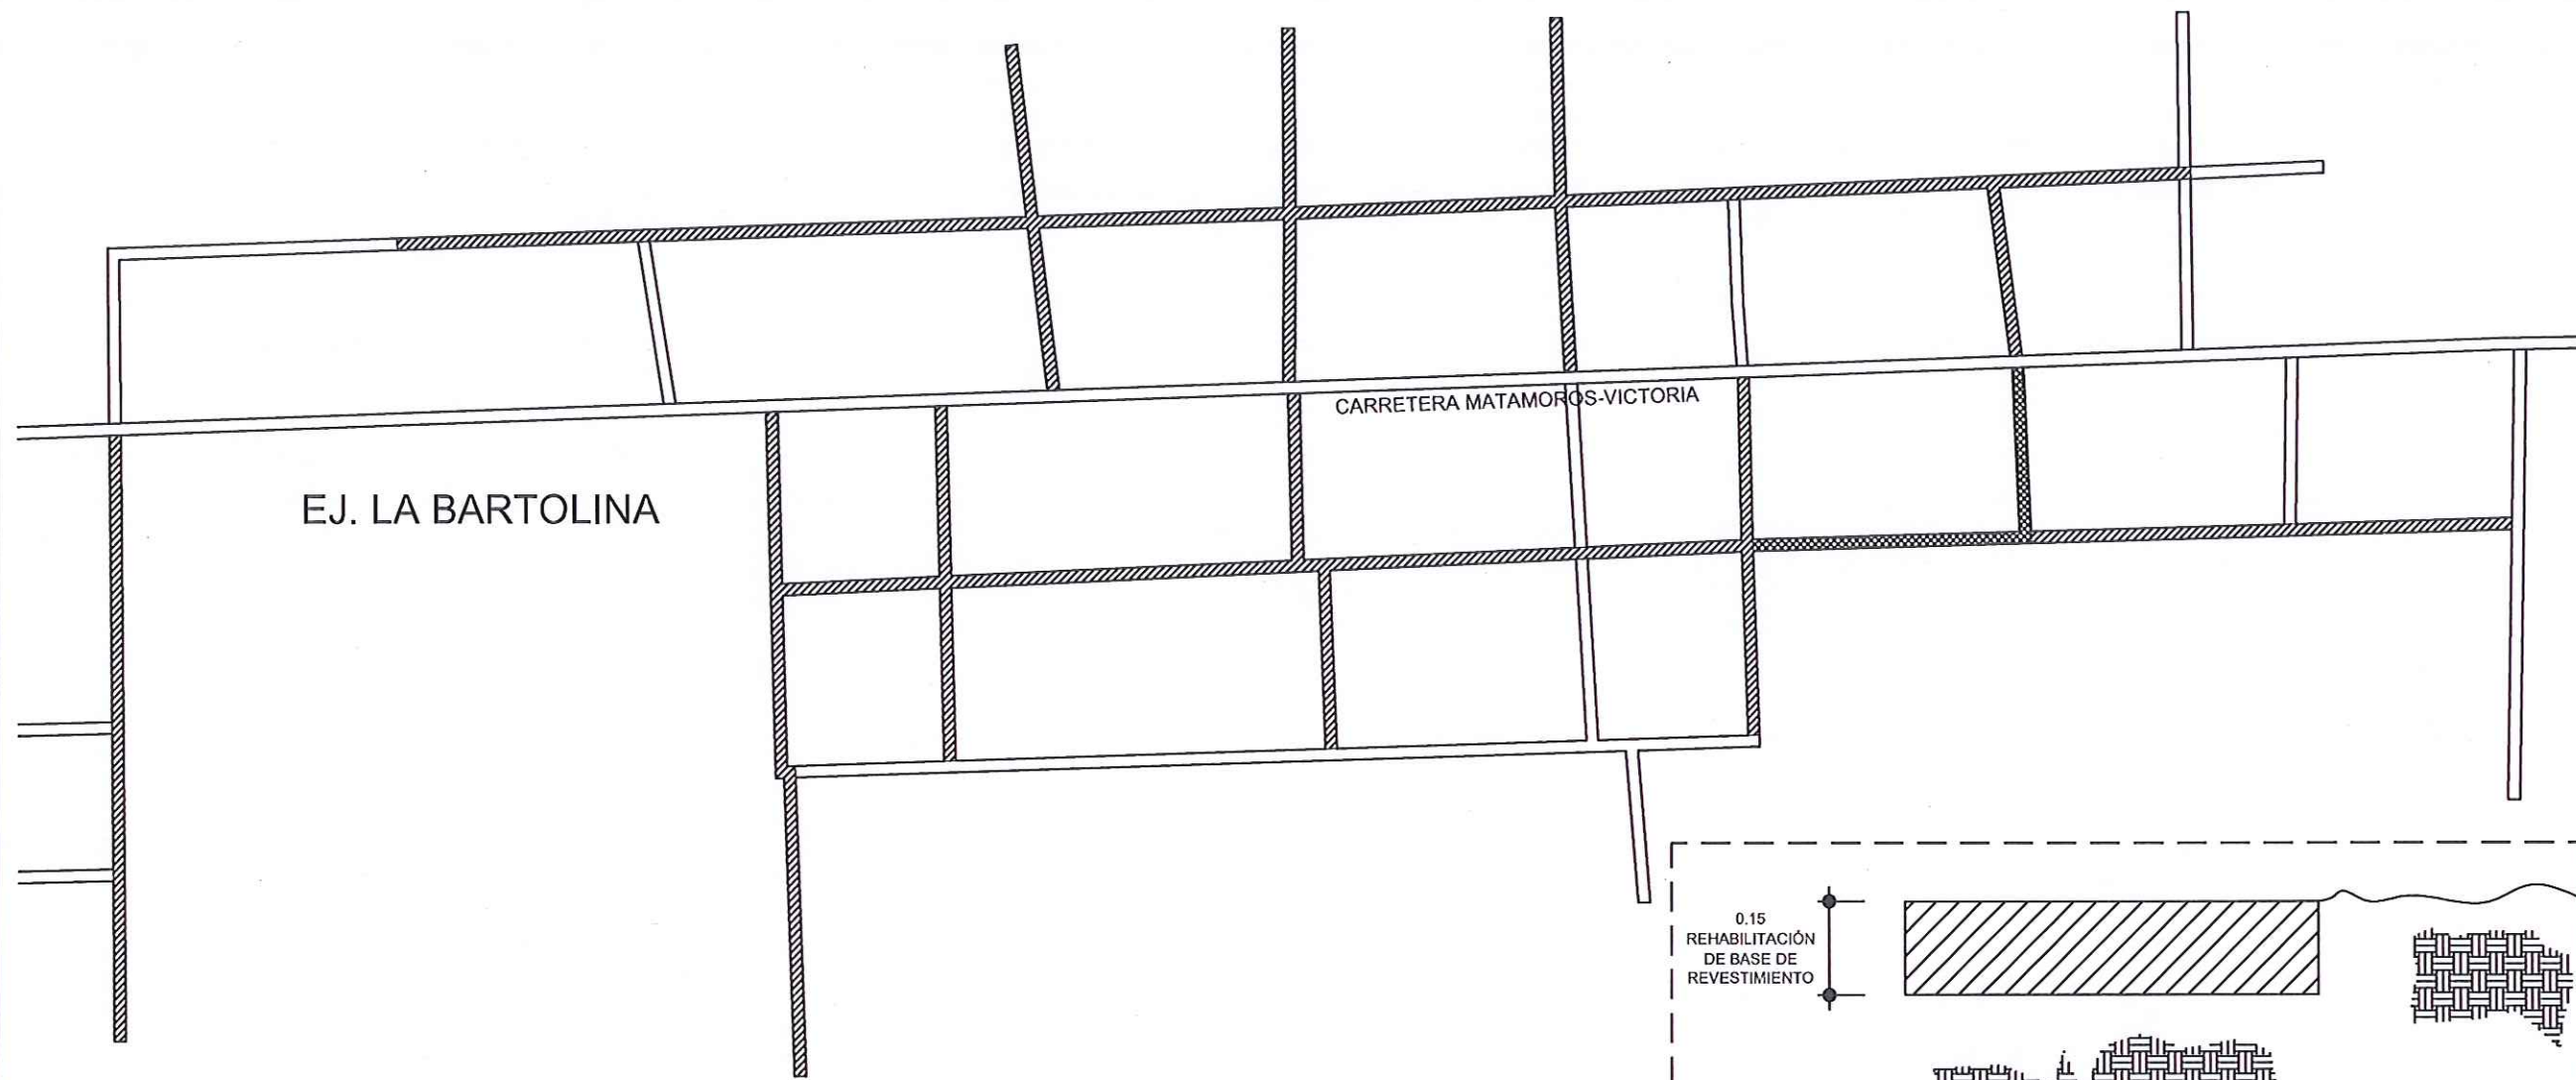 CARRETERA MATAMOROS-VICTORIA
EJ. LA BARTOLINA
0.15
REHABILITACIÓN
DE BASE DE
REVESTIMIENTO